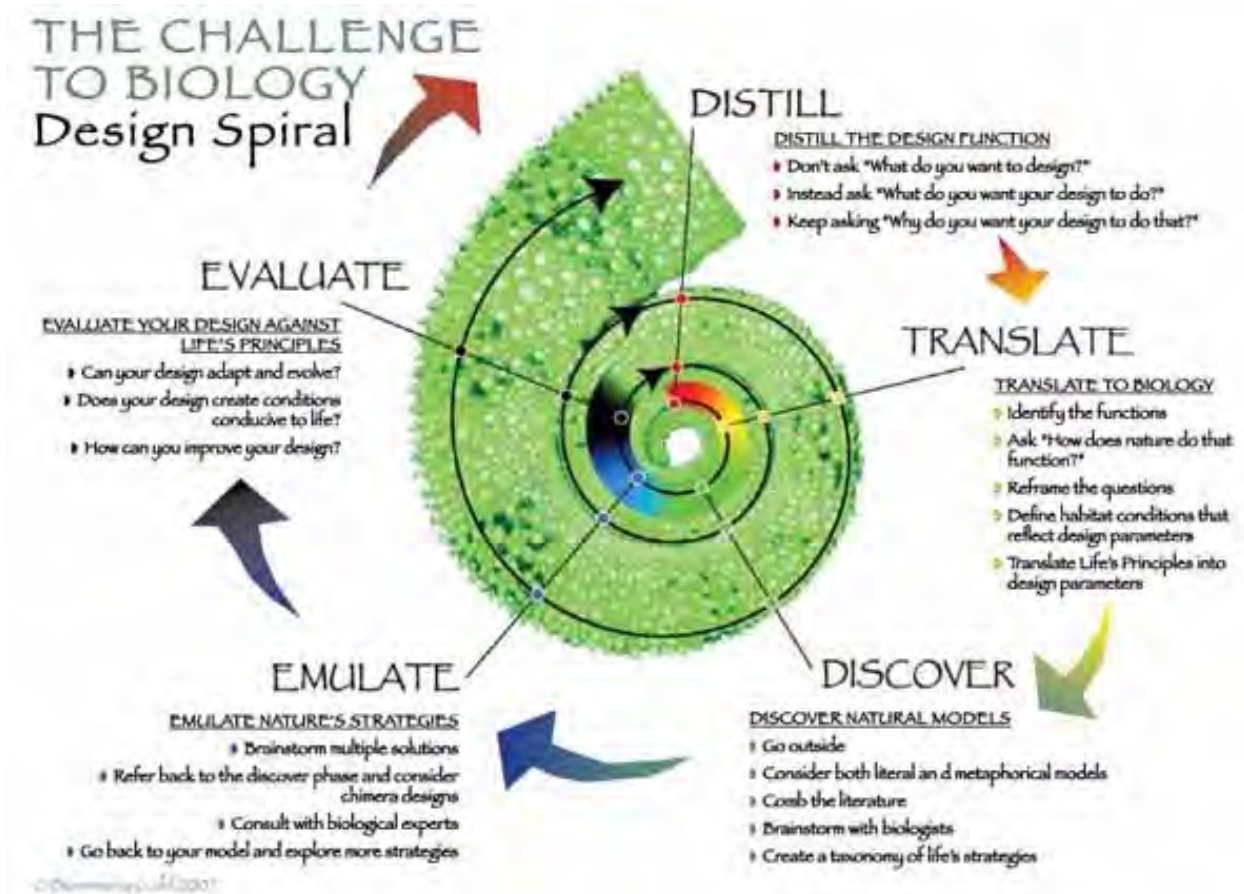 THE CHALLENGE
TO BIOLOGY
Design Spiral
DISTILL
DISTILL THE DESIGN FUNCTION
Don't ask "What do you want to design?"
Instead ask "What do you want your design to do?"
Keep asking "Why do you want your design to do that?"
TRANSLATE
TRANSLATE TO BIOLOGY
Identify the functions
Ask "How does nature do that
function?"
Reframe the questions
Define habitat conditions that
reflect design parameters
Translate Life's Principles into
design parameters
DISCOVER
DISCOVER NATURAL MODELS
Go outside
Consider both literal an d metaphorical models
Comb the literature
Brainstorm with biologists
Create a taxonomy of life's strategies
EMULATE
EMULATE NATURE'S STRATEGIES
Brainstorm multiple solutions
Refer back to the discover phase and consider
chimera designs
Consult with biological experts
Go back to your model and explore more strategies
EVALUATE
EVALUATE YOUR DESIGN AGAINST
LIFE'S PRINCIPLES
Can your design adapt and evolve?
Does your design create conditions
conducive to life?
How can you improve your design?